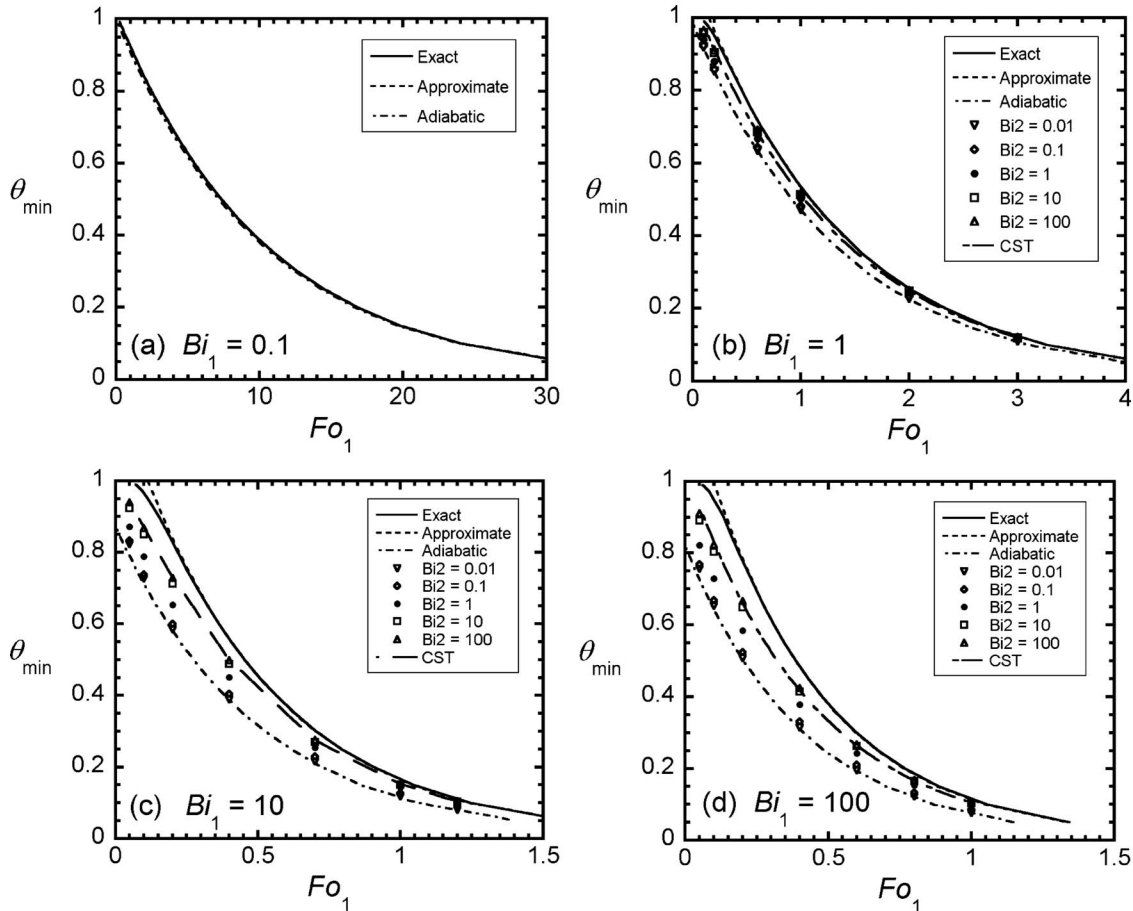 1
0.8
0.6
θmin
0.4
0.2
0
0 10 20 30
Fo1
Exact
Approximate
Adiabatic
(a) Bi1 = 0.1
1
0.8
0.6
θmin
0.4
0.2
0
0 1 2 3 4
Fo1
Exact
Approximate
Adiabatic
Bi2 = 0.01
Bi2 = 0.1
Bi2 = 1
Bi2 = 10
Bi2 = 100
CST
(b) Bi1 = 1
1
0.8
0.6
θmin
0.4
0.2
0
0 0.5 1 1.5
Fo1
Exact
Approximate
Adiabatic
Bi2 = 0.01
Bi2 = 0.1
Bi2 = 1
Bi2 = 10
Bi2 = 100
CST
(c) Bi1 = 10
1
0.8
0.6
θmin
0.4
0.2
0
0 0.5 1 1.5
Fo1
Exact
Approximate
Adiabatic
Bi2 = 0.01
Bi2 = 0.1
Bi2 = 1
Bi2 = 10
Bi2 = 100
CST
(d) Bi1 = 100